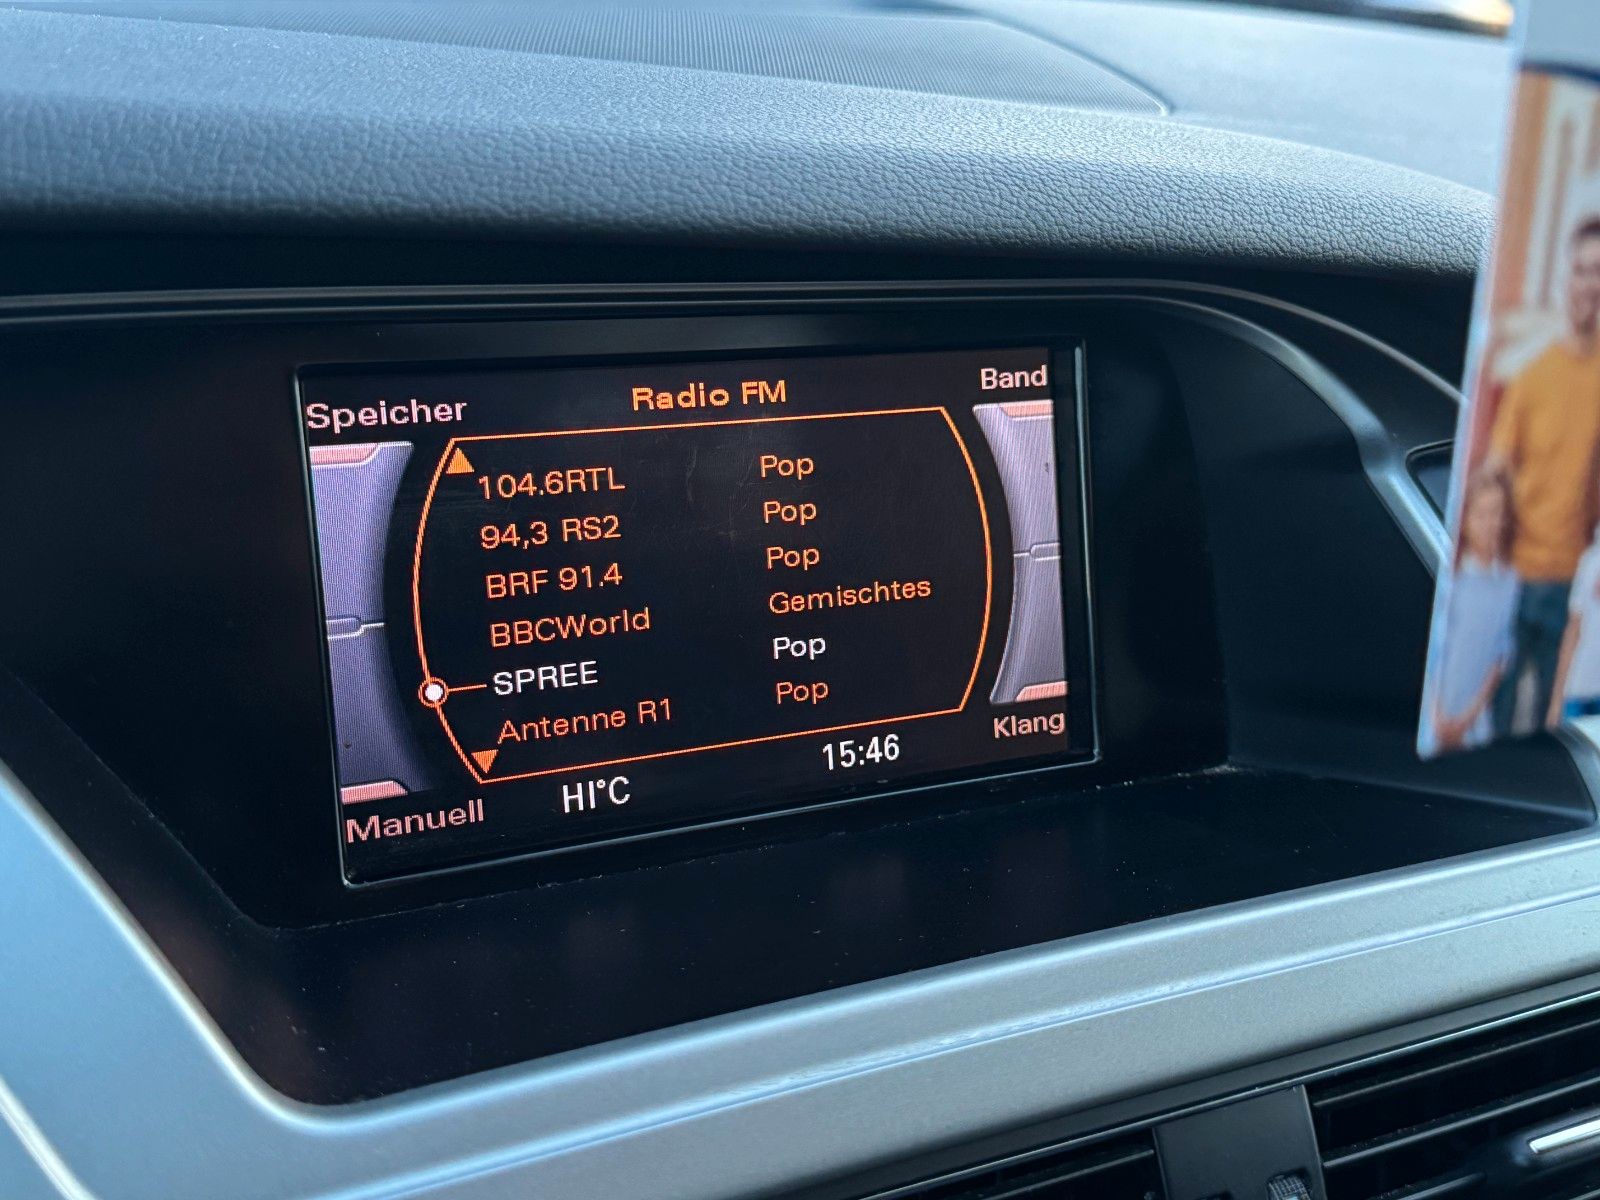 Speicher Radio FM Band
104.6RTL Pop
94,3 RS2 Pop
BRF 91.4 Pop
BBCWorld Gemischtes
SPREE Pop
Antenne R1 Pop
Manuell HI°C 15:46 Klang